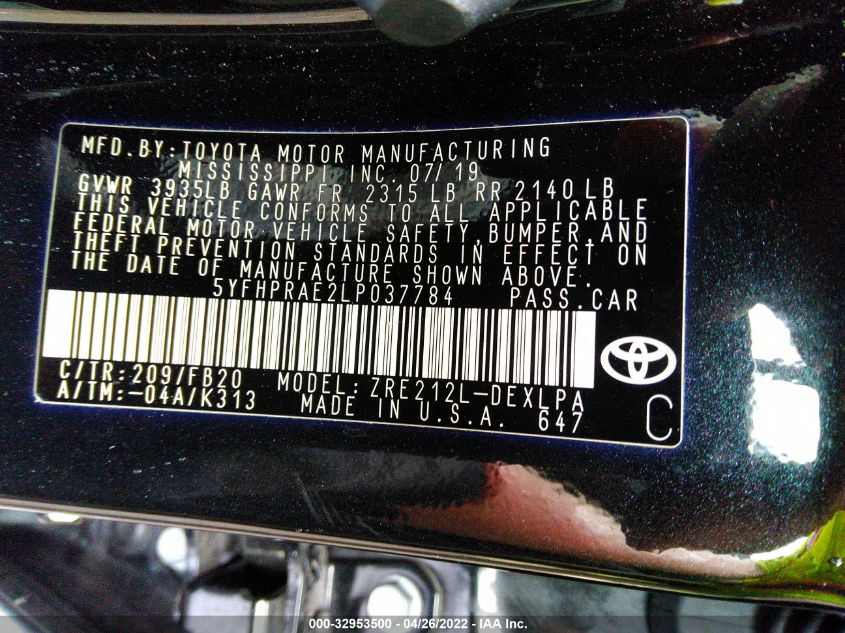 MFD.BY:TOYOTA MOTOR MANUFACTURING
MISSISSIPPI INC. 07/19
GVWR 3935LB GAWR FR 2315 LB RR 2140 LB
THIS VEHICLE CONFORMS TO ALL APPLICABLE
FEDERAL MOTOR VEHICLE SAFETY, BUMPER, AND
THEFT PREVENTION STANDARDS IN EFFECT ON
THE DATE OF MANUFACTURE SHOWN ABOVE.
5YFHPRAE2LP037784 PASS.CAR
C/TR:209/FB20 MODEL: ZRE212L-DEXLPA
A/TM:-04A/K313 MADE IN U.S.A. 647 C
000-32953500 - 04/26/2022 - IAA Inc.